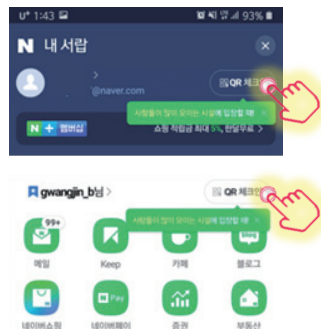 U⁺ 1:43 93%
N 내 서랍 ×
>
@naver.com QR 체크인
사람들이 많이 모이는 시설에 입장할 때! ×
N + 멤버십 쇼핑 적립금 최대 5%, 한달무료 >
gwangjin_b님 > QR 체크인
사람들이 많이 모이는 시설에 입장할 때! ×
99+ blog
메일 Keep 카페 블로그
N Pay
네이버쇼핑 네이버페이 증권 부동산